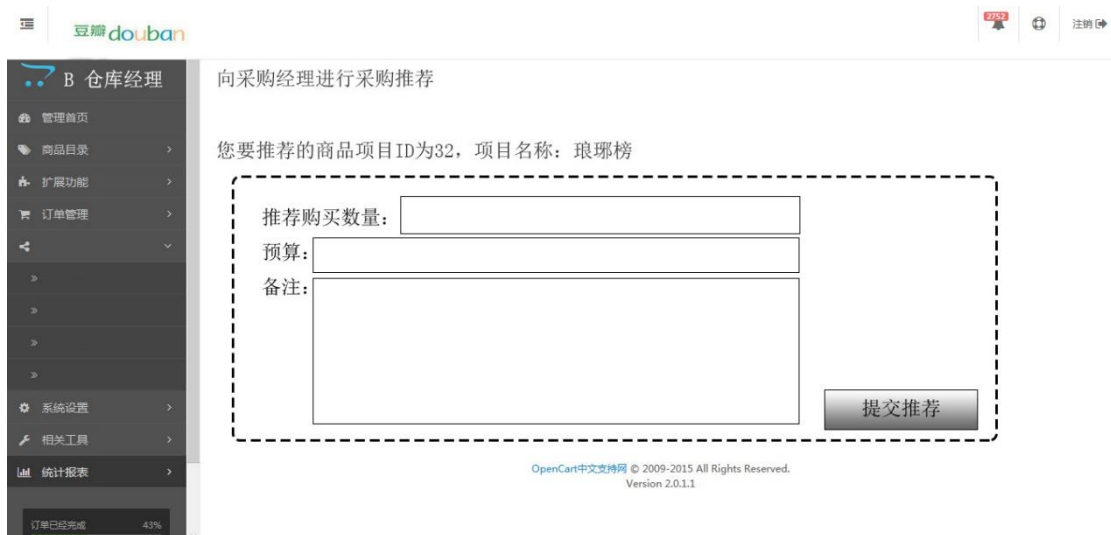 豆瓣douban
2752
注销
B 仓库经理
管理首页
商品目录
扩展功能
订单管理
系统设置
相关工具
统计报表
订单已经完成 43%
向采购经理进行采购推荐
您要推荐的商品项目ID为32，项目名称：琅琊榜
推荐购买数量：
预算：
备注：
提交推荐
OpenCart中文支持网 © 2009-2015 All Rights Reserved.
Version 2.0.1.1